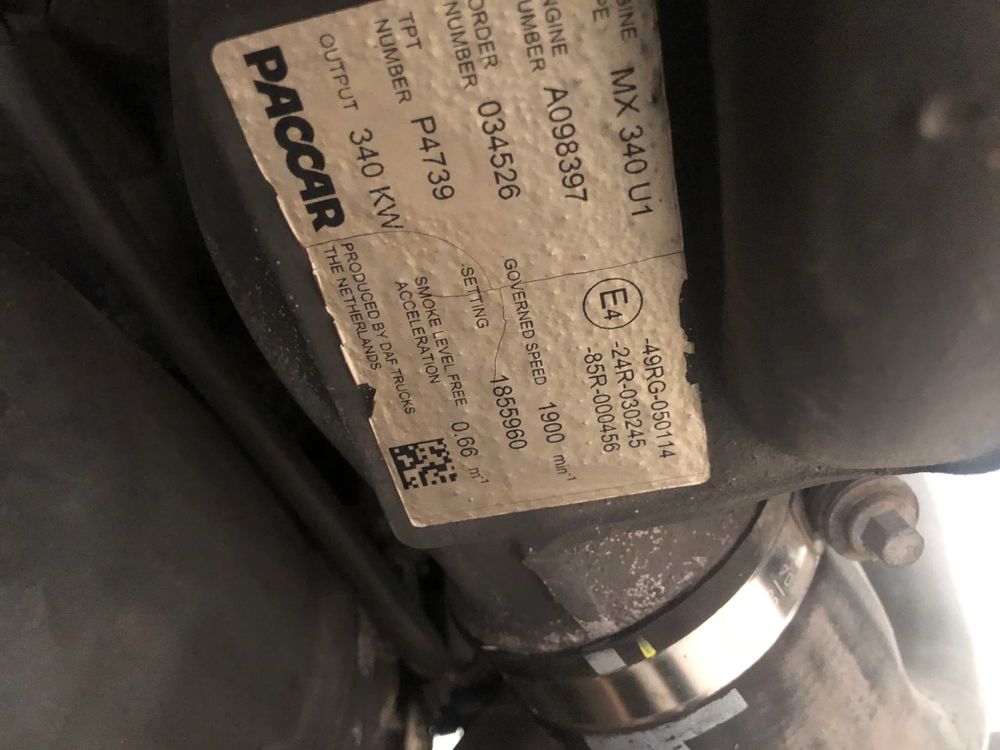 MX 340 U1
NUMBER A098397
ORDER
NUMBER 034526
TPT
NUMBER P4739
OUTPUT 340 KW
PACCAR
E4
-49RG-050114
-24R-030245
-85R-000456
GOVERNED SPEED 1900 min-1
SETTING 1855960
SMOKE LEVEL FREE
ACCELERATION 0.66 m-1
PRODUCED BY DAF TRUCKS
THE NETHERLANDS